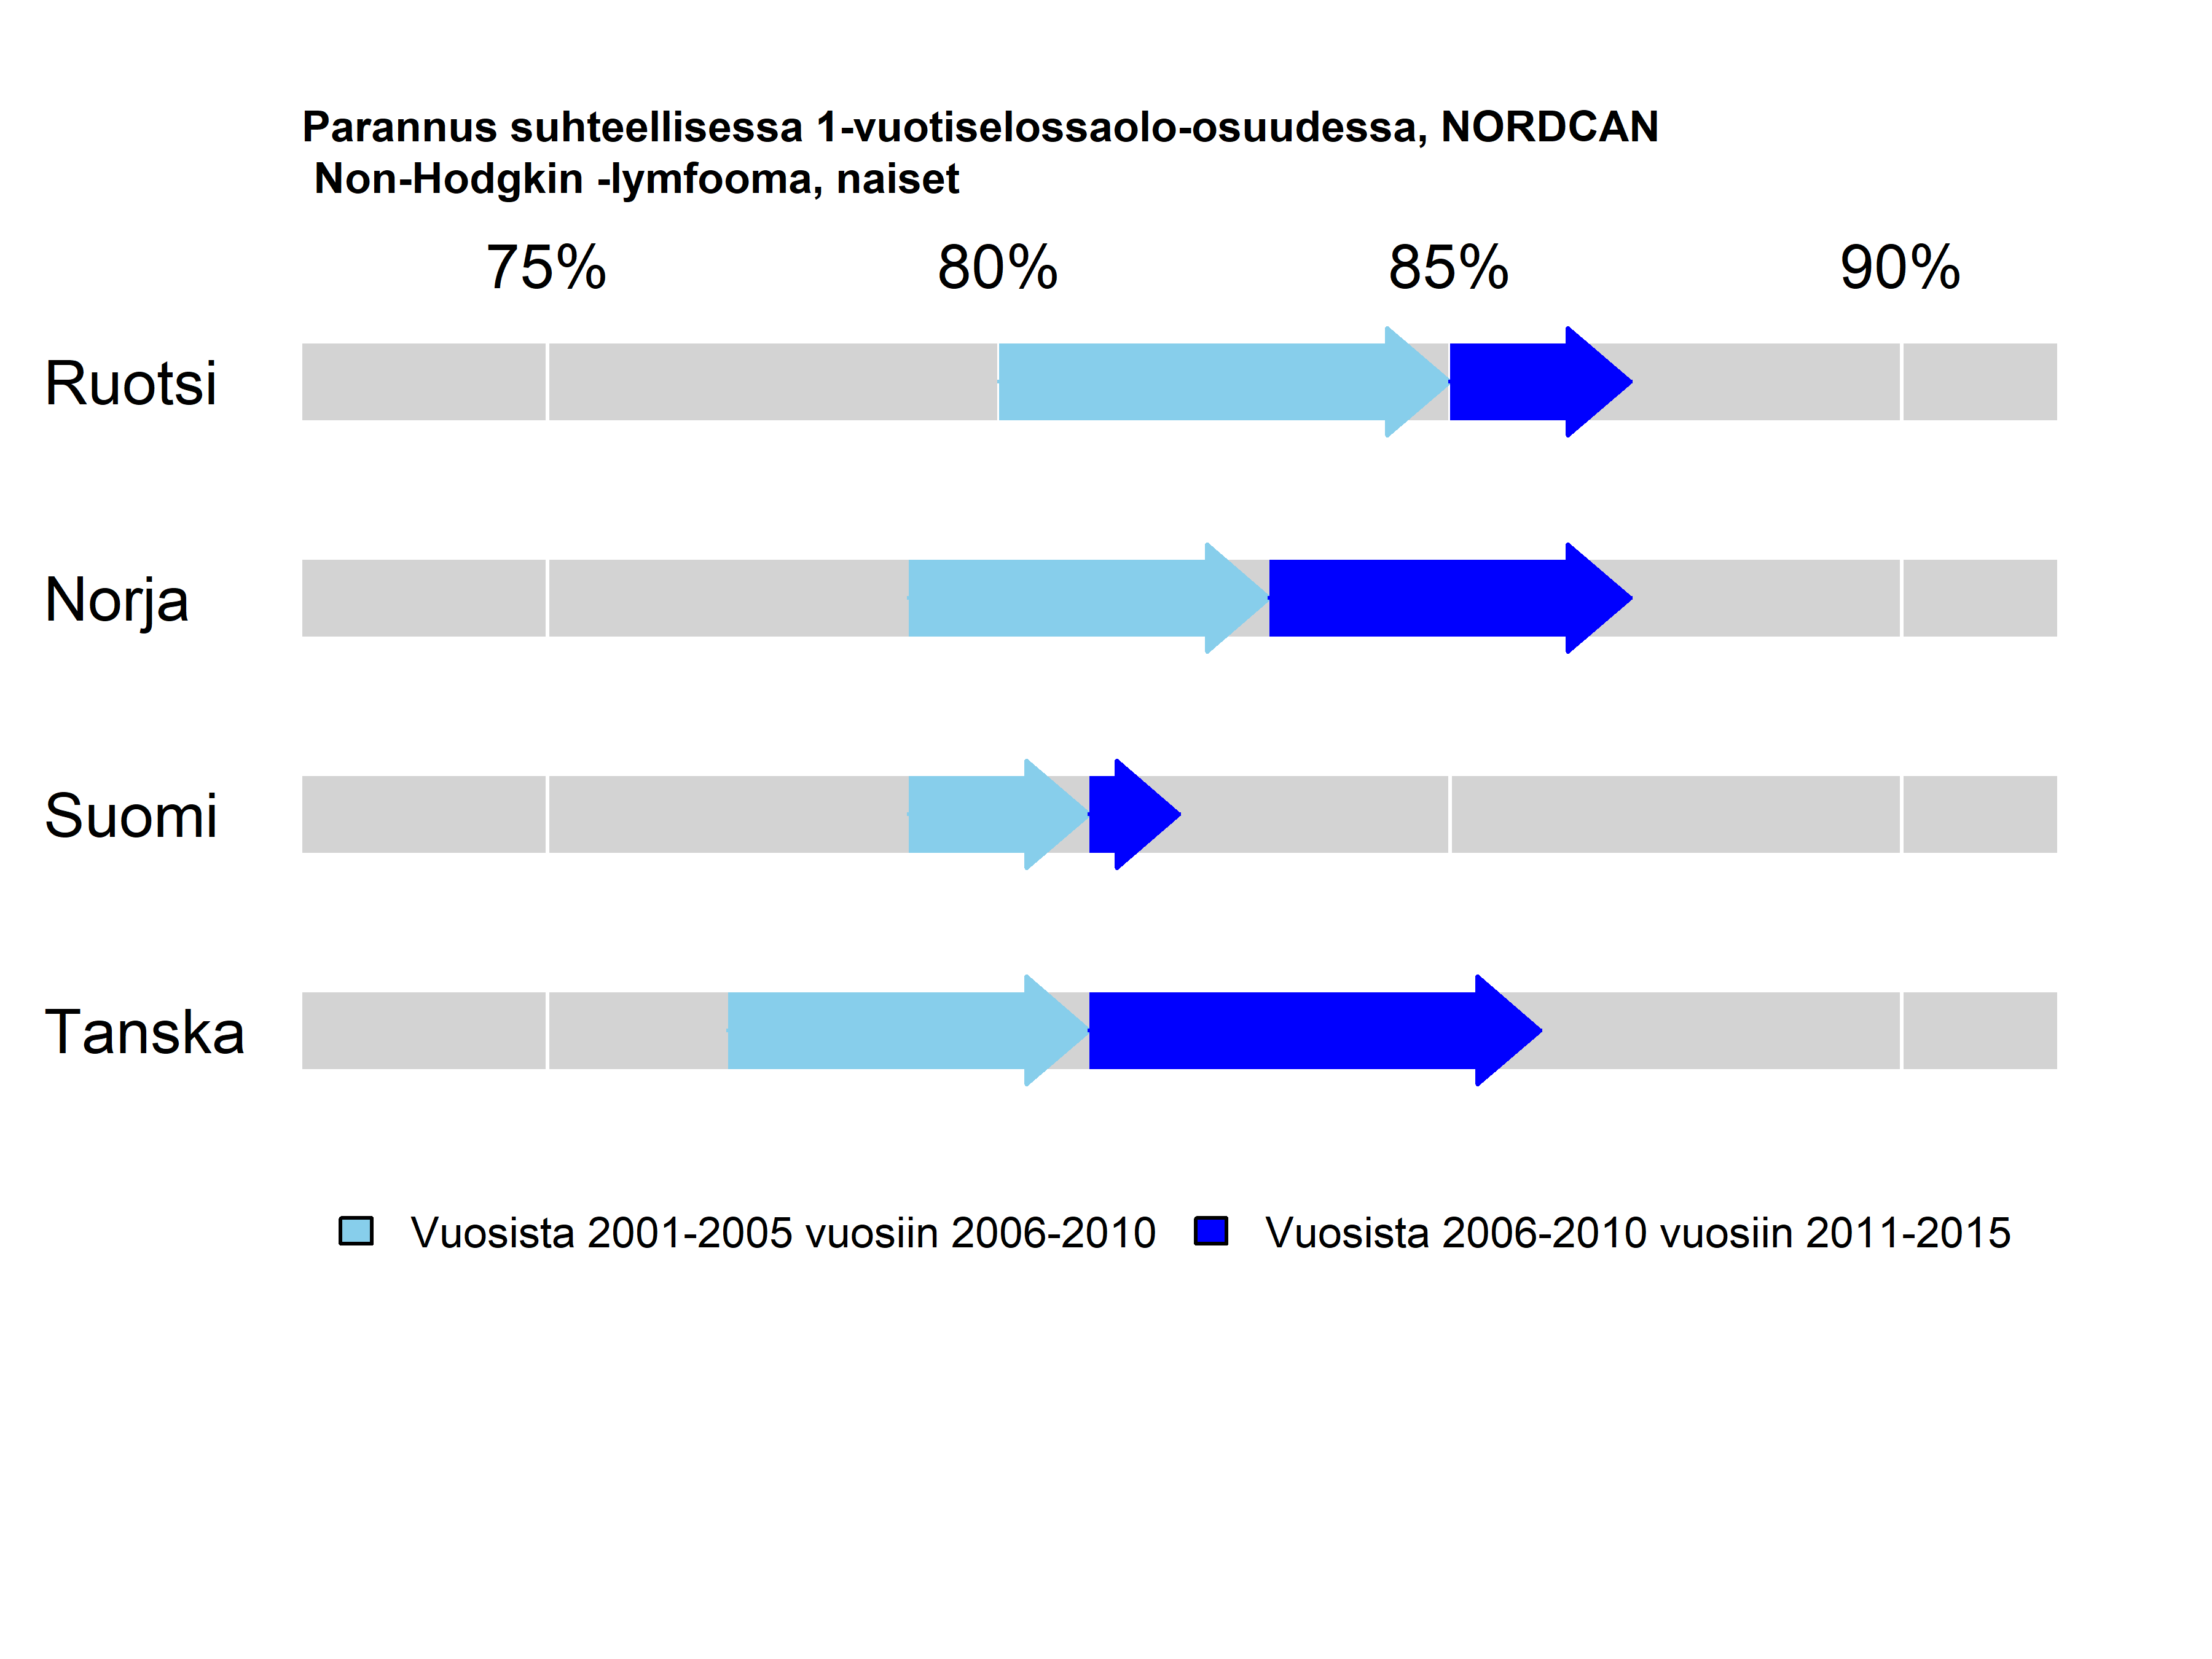 Parannus suhteellisessa 1-vuotiselossaolo-osuudessa, NORDCAN
Non-Hodgkin -lymfooma, naiset
75% 80% 85% 90%
Ruotsi
Norja
Suomi
Tanska
Vuosista 2001-2005 vuosiin 2006-2010 Vuosista 2006-2010 vuosiin 2011-2015